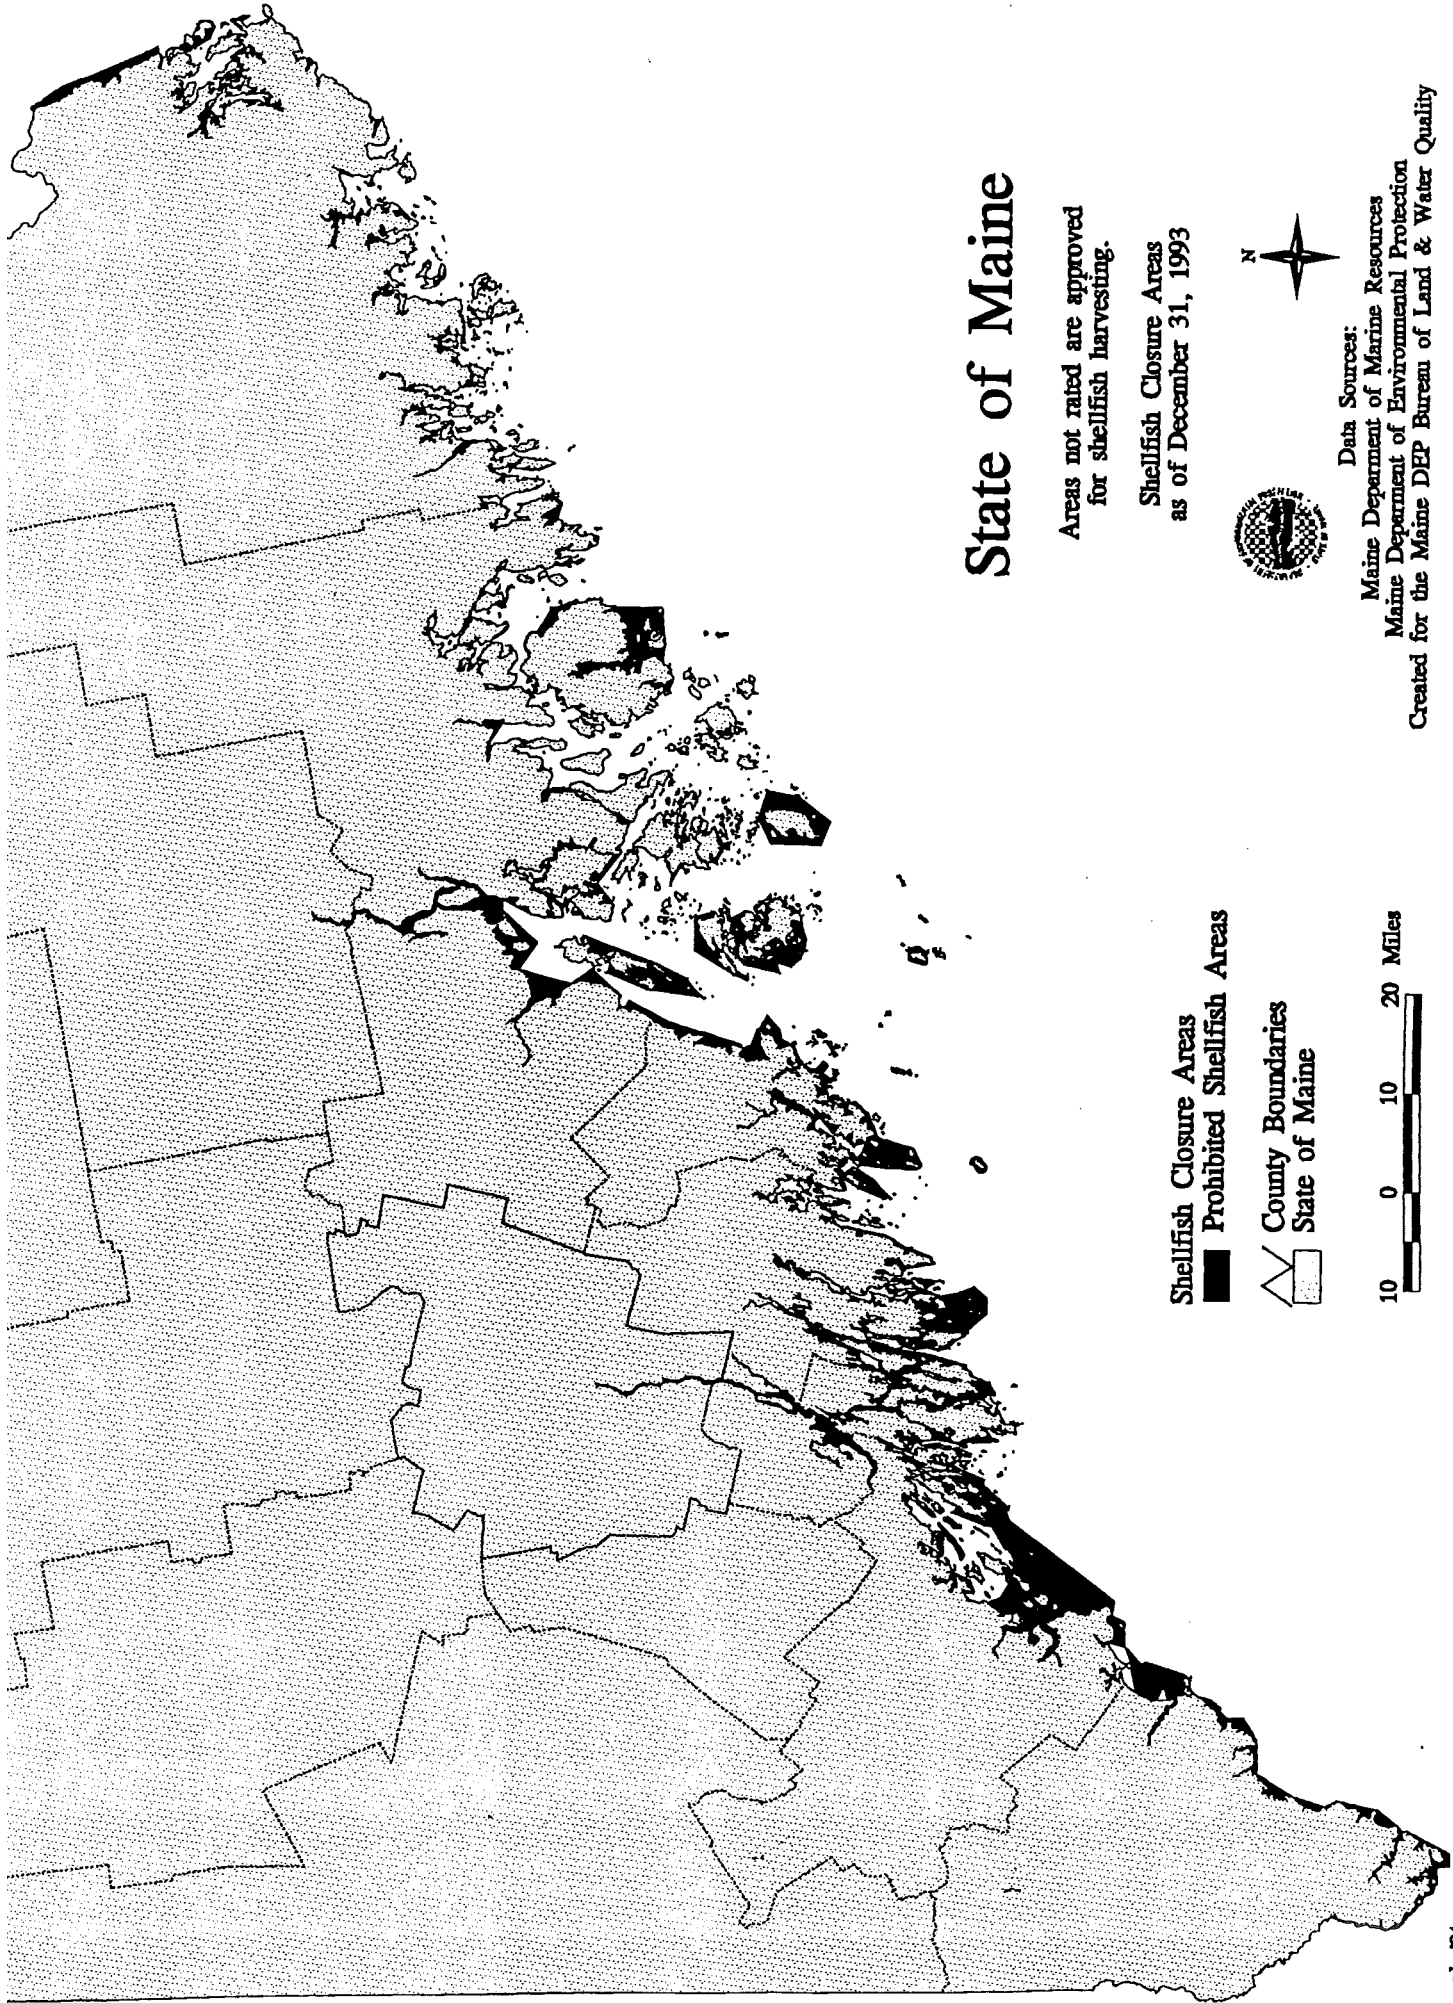 State of Maine
Areas not rated are approved
for shellfish harvesting.
Shellfish Closure Areas
as of December 31, 1993
N
Data Sources:
Maine Deparment of Marine Resources
Maine Deparment of Environmental Protection
Created for the Maine DEP Bureau of Land & Water Quality
Shellfish Closure Areas
Prohibited Shellfish Areas
County Boundaries
State of Maine
10 0 10 20 Miles